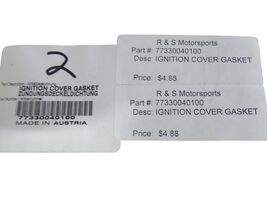 2
IGNITION COVER GASKET
ZÜNDUNGSDECKELDICHTUNG
77330040100
MADE IN AUSTRIA
R & S Motorsports
Part #: 77330040100
Desc: IGNITION COVER GASKET
Price: $4.88
R & S Motorsports
Part #: 77330040100
Desc: IGNITION COVER GASKET
Price: $4.88